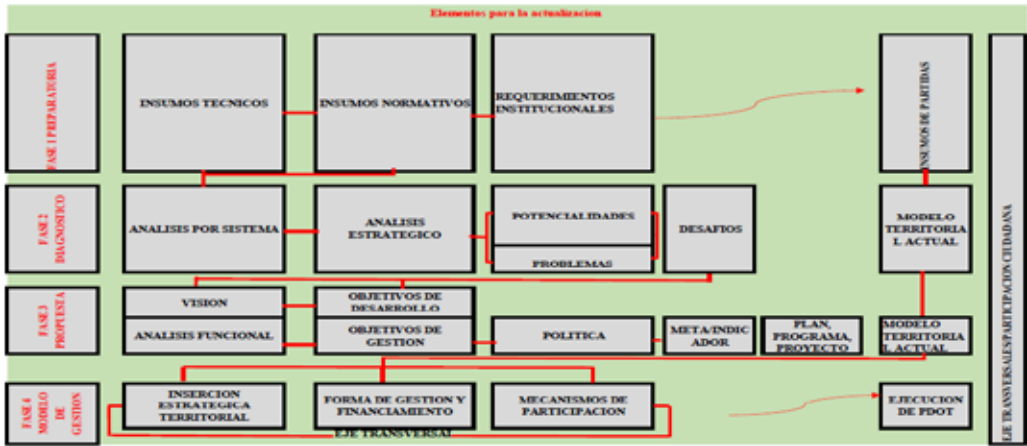 Elementos para la actualizacion
FASE 1 PREPARATORIA
INSUMOS TECNICOS
INSUMOS NORMATIVOS
REQUERIMIENTOS
INSTITUCIONALES
INSUMOS DE PARTIDAS
EJE TRANSVERSALES/PARTICIPACION CIUDADANA
FASE 2
DIAGNOSTICO
ANALISIS POR SISTEMA
ANALISIS
ESTRATEGICO
POTENCIALIDADES
PROBLEMAS
DESAFIOS
MODELO
TERRITORIA
L ACTUAL
FASE 3
PROPUESTA
VISION
OBJETIVOS DE
DESARROLLO
ANALISIS FUNCIONAL
OBJETIVOS DE
GESTION
POLITICA
META/INDIC
ADOR
PLAN,
PROGRAMA,
PROYECTO
MODELO
TERRITORIA
L ACTUAL
FASE 4
MODELO
DE
GESTION
INSERCION
ESTRATEGICA
TERRITORIAL
FORMA DE GESTION Y
FINANCIAMIENTO
MECANISMOS DE
PARTICIPACION
EJECUCION
DE PDOT
EJE TRANSVERSAL